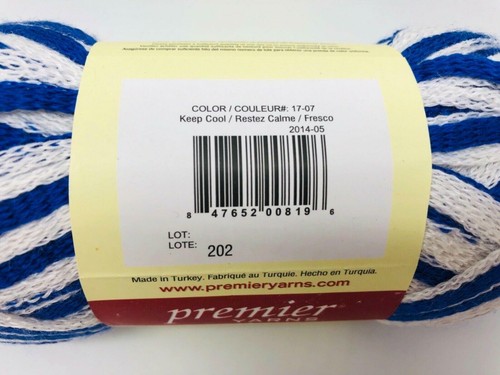 COLOR / COULEUR#: 17-07
Keep Cool / Restez Calme / Fresco
2014-05
8 47652 00819 6
LOT:
LOTE: 202
Made in Turkey. Fabriqué au Turquie. Hecho en Turquia.
www.premieryarns.com
premier®
YARNS